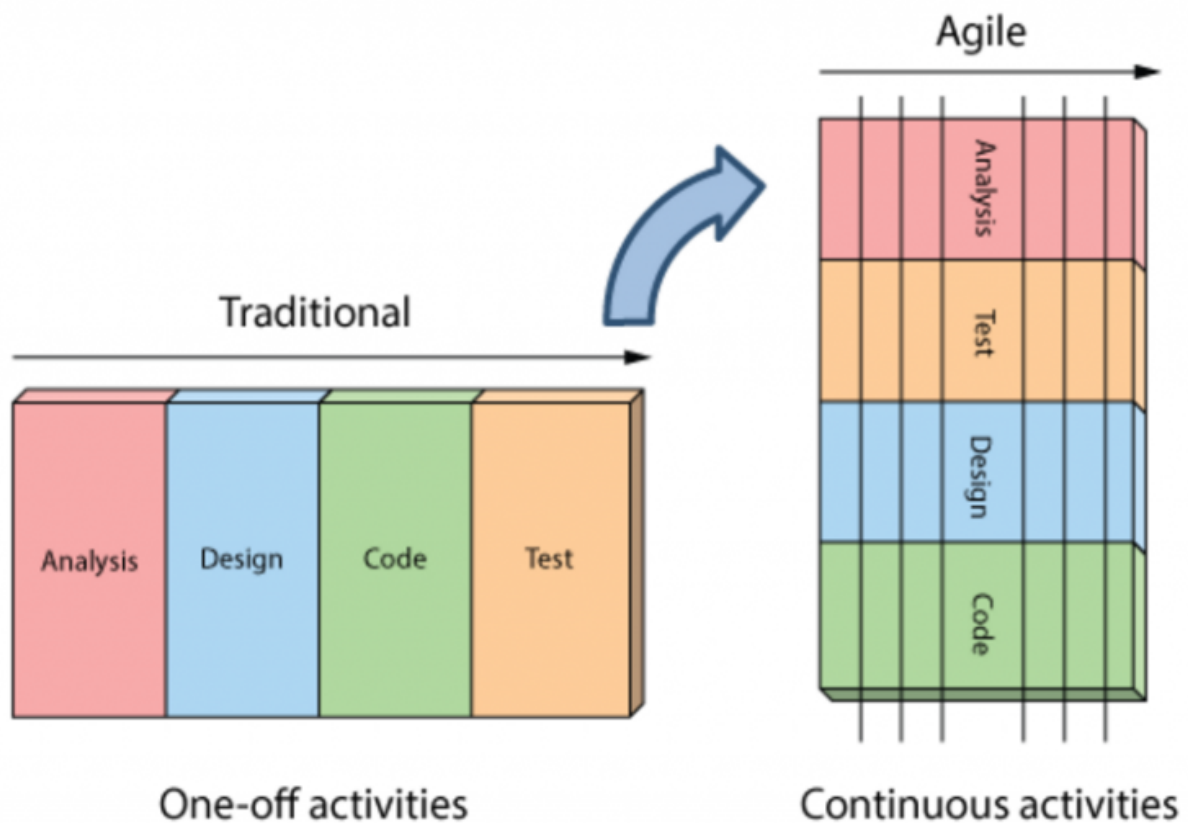 Traditional
Analysis
Design
Code
Test
One-off activities
Agile
Analysis
Test
Design
Code
Continuous activities